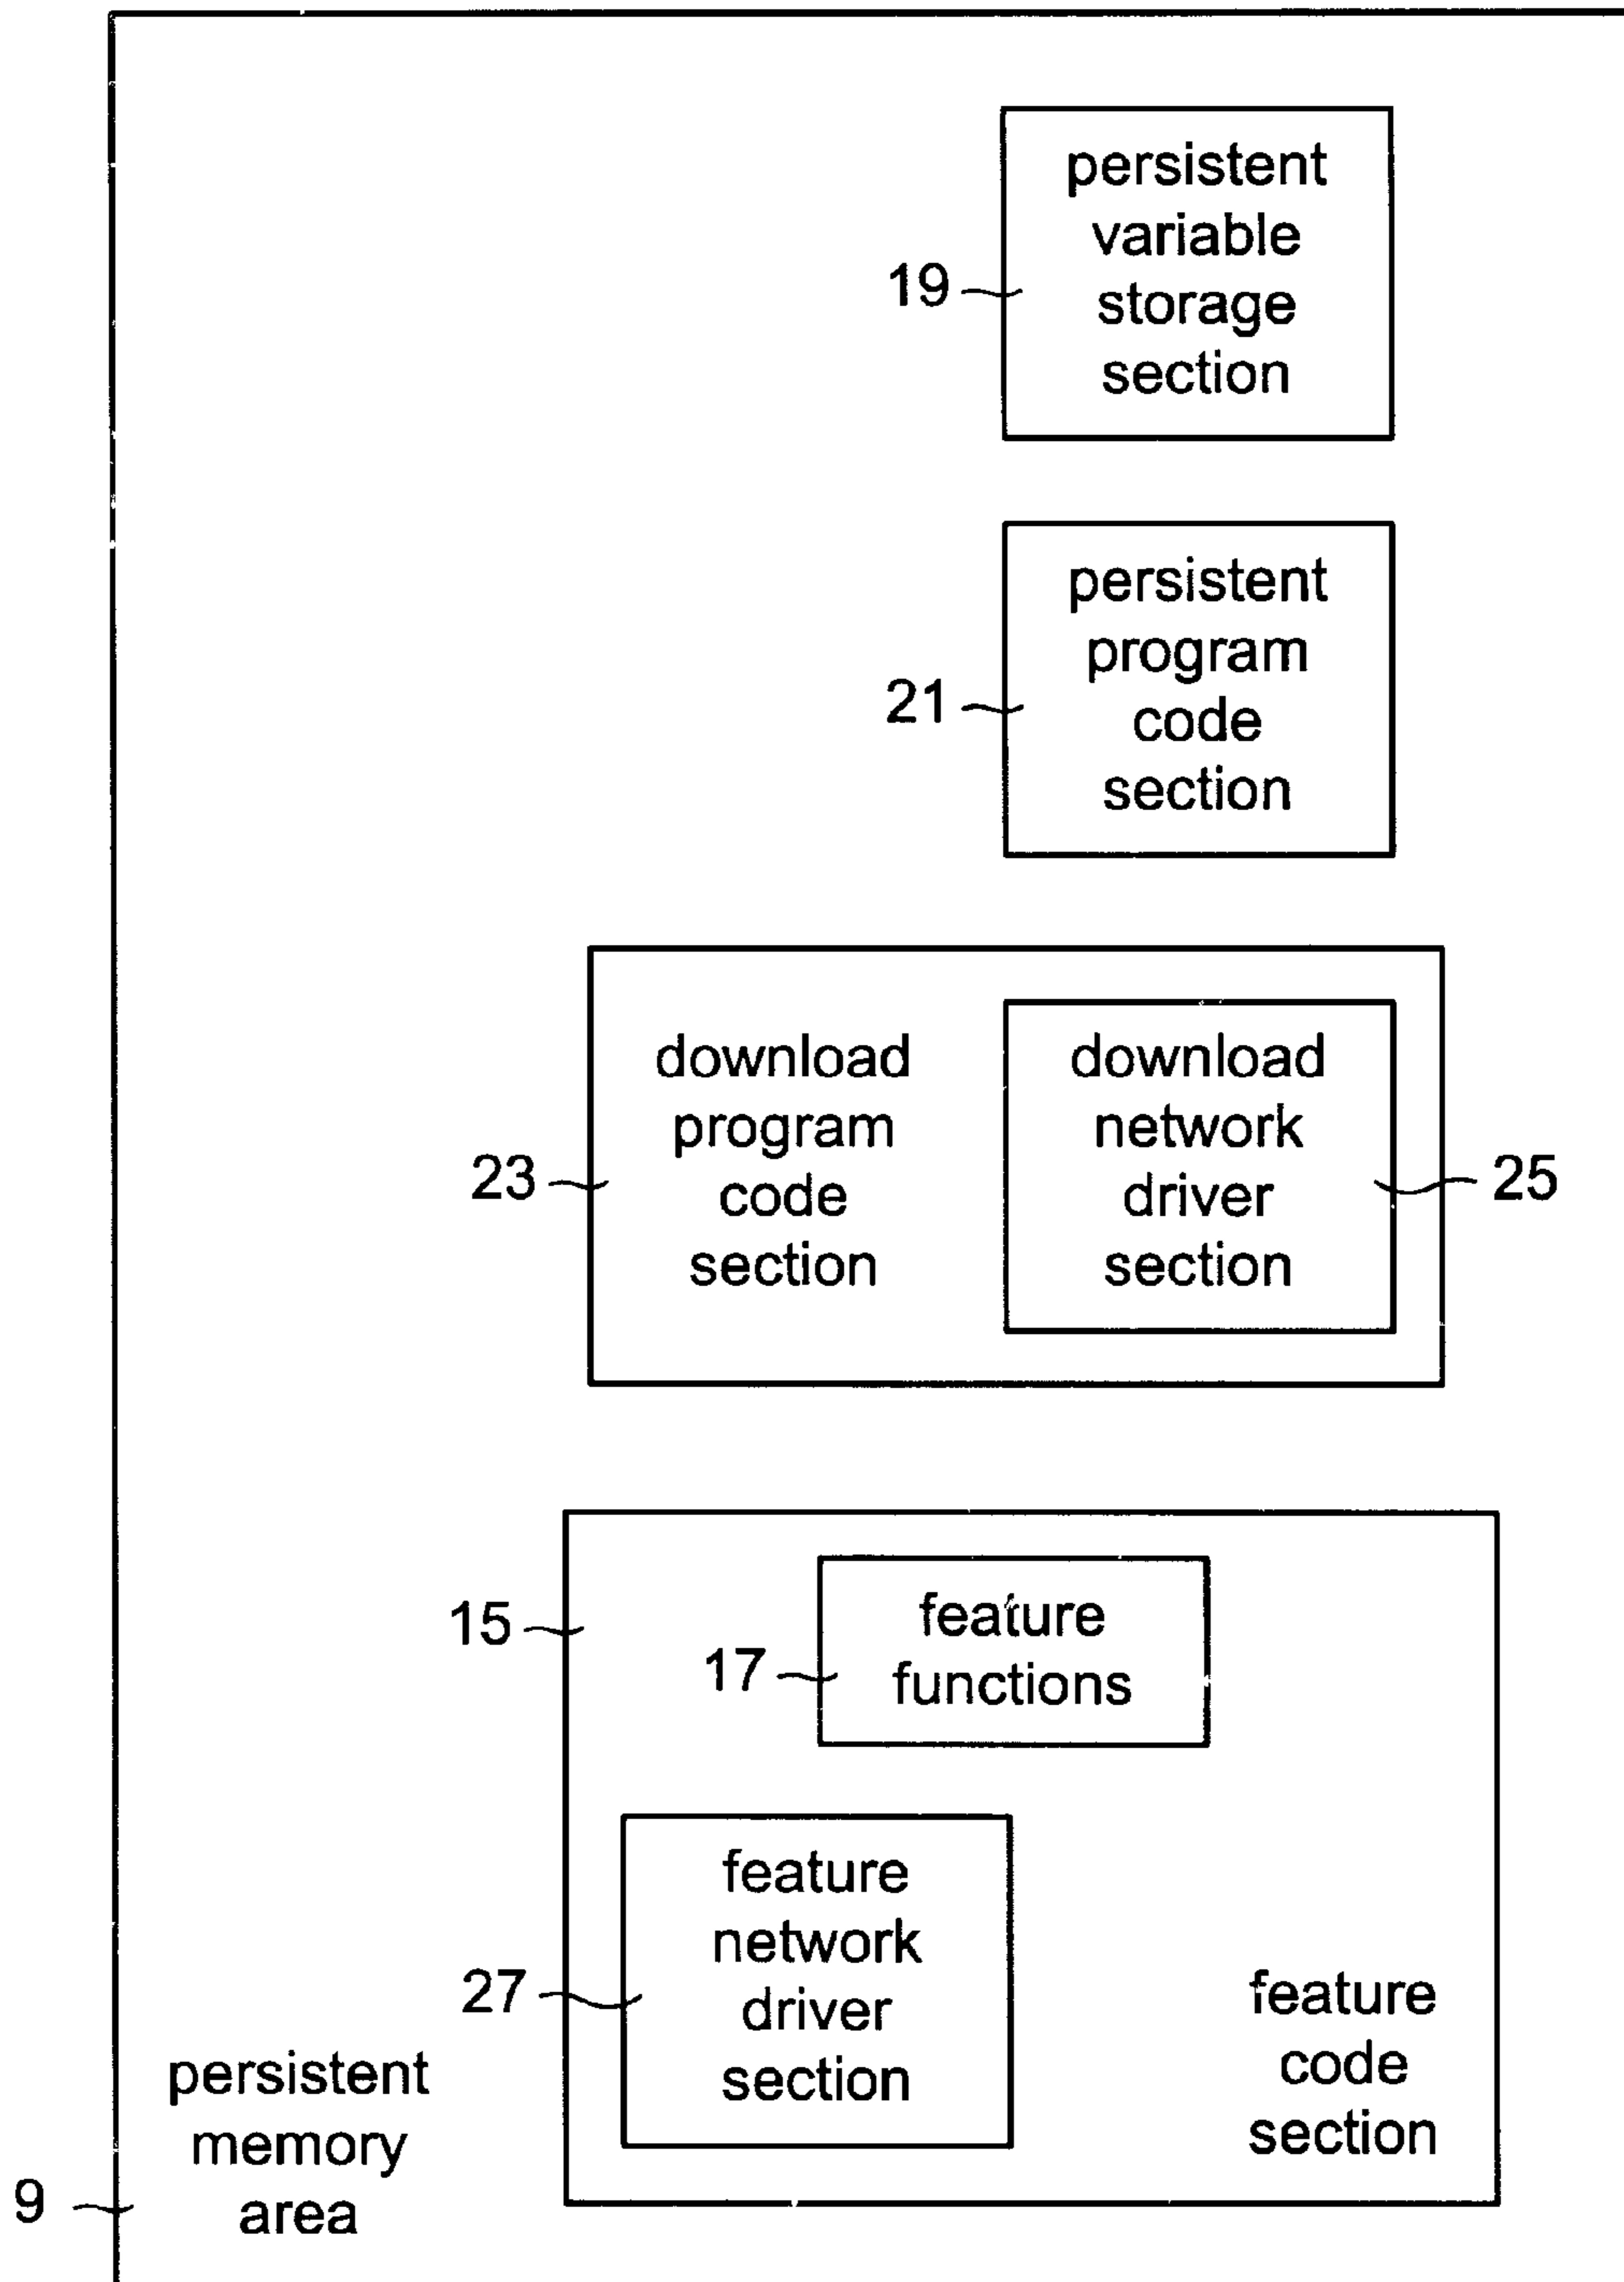 persistent
variable
storage
section
19
persistent
program
code
section
21
download
program
code
section
23
download
network
driver
section
25
15
feature
functions
17
feature
network
driver
section
27
feature
code
section
persistent
memory
area
9